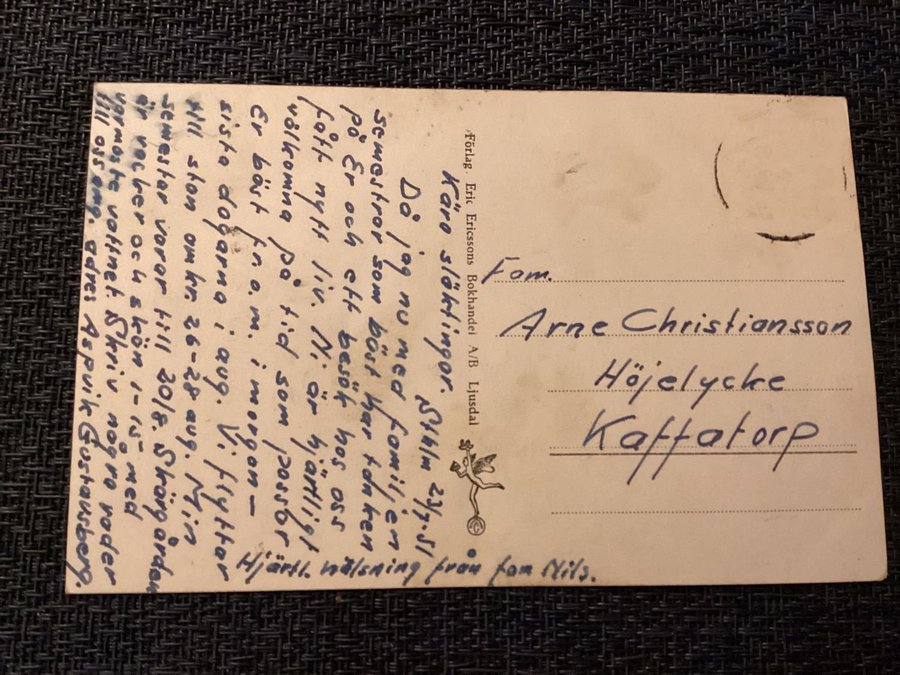 Kära släktingar. Sthlm 23/7-51
Då jag nu med familjen
semestrar som bäst har tanken
på Er och ett besök hos oss
fått nytt liv. Ni är hjärtligt
välkomna på tid som passar
Er bäst fr.o.m. i morgon-
sista dagarna i aug. Vi flyttar
till stan omkr. 26-28 aug. Min
semester varar till 20/8. Skärgården
är vacker och skön i-is med
varmaste vattnet. Skriv några rader
till oss omg. adres Aspvik Gustavsberg.
Hjärtl. hälsning från fam Nils.
Förlag. Eric Ericssons Bokhandel A/B Ljusdal
Fam.
Arne Christiansson
Höjelycke
Kaffatorp